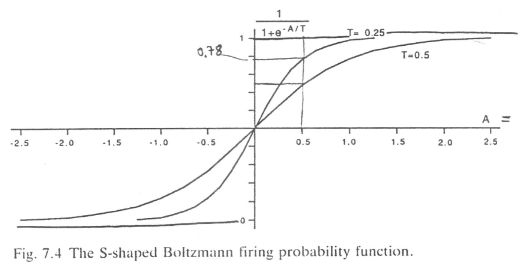 1
1+e-A/T
1
T= 0.25
0.78
T=0.5
A =
-2.5 -2.0 -1.5 -1.0 -0.5 0 0.5 1.0 1.5 2.0 2.5
0
Fig. 7.4 The S-shaped Boltzmann firing probability function.